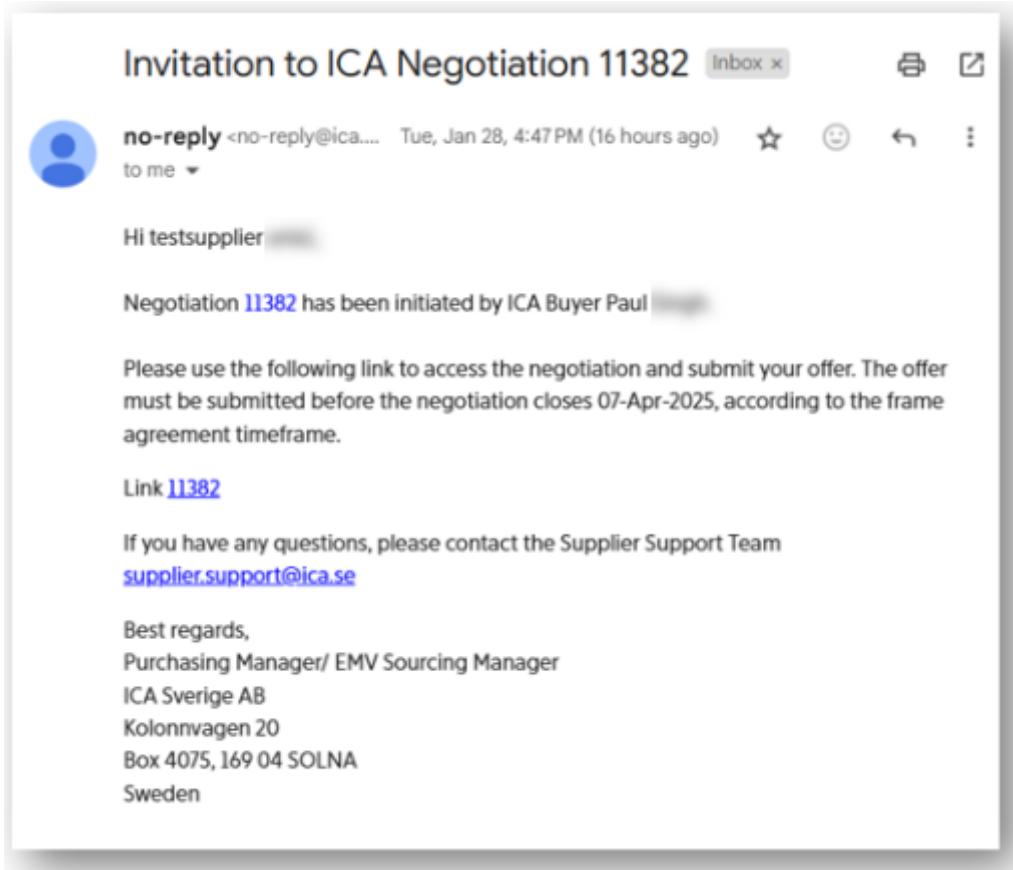 Invitation to ICA Negotiation 11382 Inbox ×
no-reply <no-reply@ica.... Tue, Jan 28, 4:47 PM (16 hours ago)
to me
Hi testsupplier
Negotiation 11382 has been initiated by ICA Buyer Paul
Please use the following link to access the negotiation and submit your offer. The offer
must be submitted before the negotiation closes 07-Apr-2025, according to the frame
agreement timeframe.
Link 11382
If you have any questions, please contact the Supplier Support Team
supplier.support@ica.se
Best regards,
Purchasing Manager/ EMV Sourcing Manager
ICA Sverige AB
Kolonnvagen 20
Box 4075, 169 04 SOLNA
Sweden